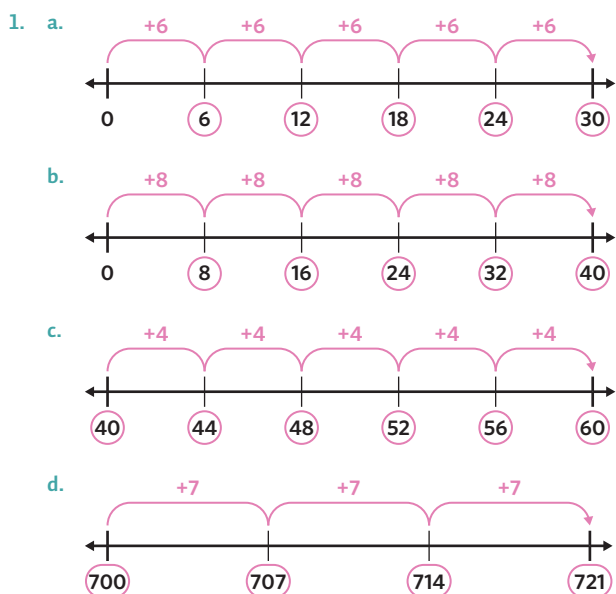 1. a. +6 +6 +6 +6 +6
0 6 12 18 24 30
b. +8 +8 +8 +8 +8
0 8 16 24 32 40
c. +4 +4 +4 +4 +4
40 44 48 52 56 60
d. +7 +7 +7
700 707 714 721